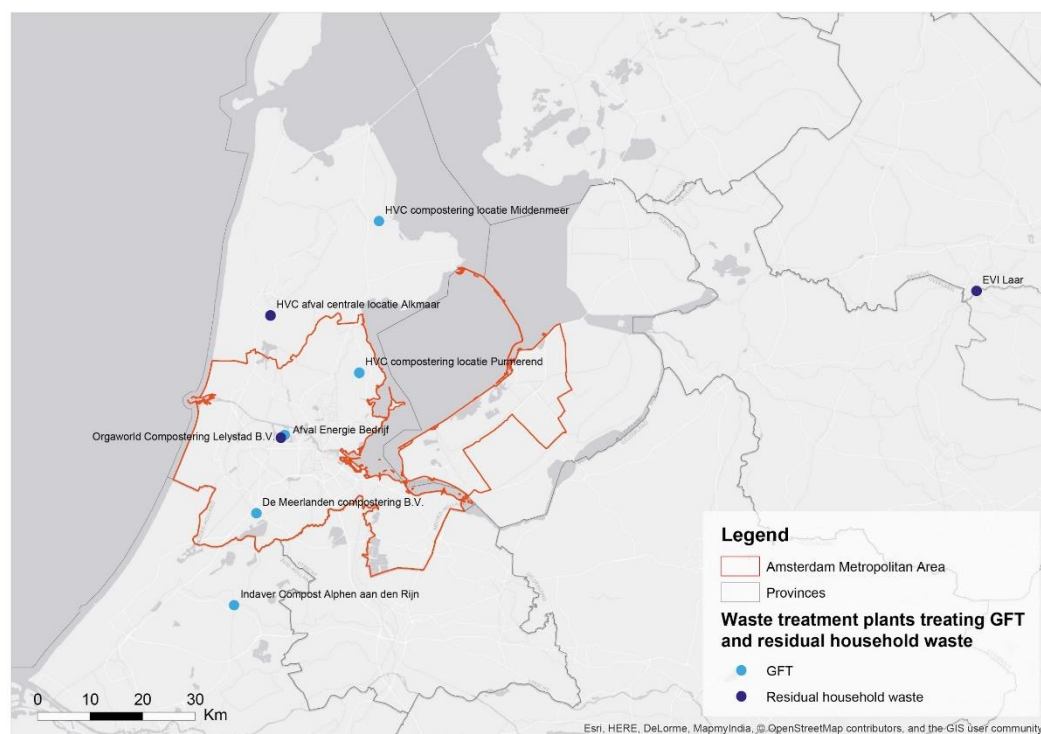 HVC compostering locatie Middenmeer
EVI Laar
HVC afval centrale locatie Alkmaar
HVC compostering locatie Purmerend
Afval Energie Bedrijf
Orgaworld Compostering Lelystad B.V.
De Meerlanden compostering B.V.
Indaver Compost Alphen aan den Rijn
Legend
Amsterdam Metropolitan Area
Provinces
Waste treatment plants treating GFT
and residual household waste
GFT
Residual household waste
0 10 20 30
Km
Esri, HERE, DeLorme, MapmyIndia, © OpenStreetMap contributors, and the GIS user community